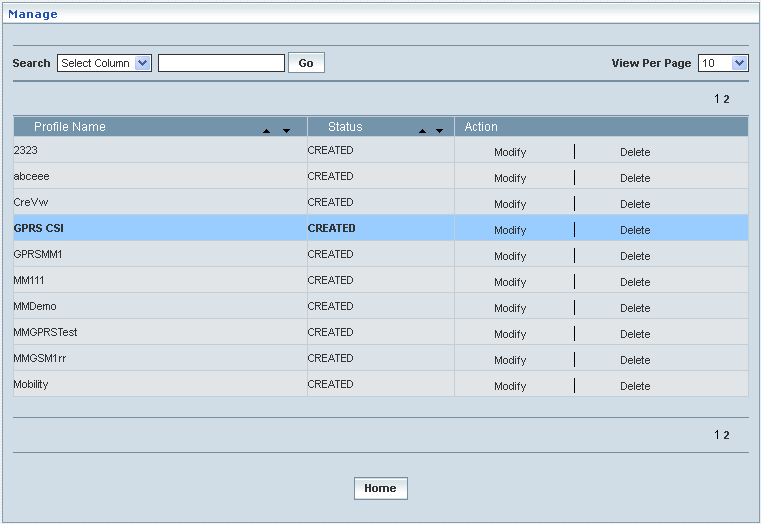 Manage
Search Select Column Go View Per Page 10
1 2
Profile Name Status Action
2323 CREATED Modify Delete
abceee CREATED Modify Delete
CreVw CREATED Modify Delete
GPRS CSI CREATED Modify Delete
GPRSMM1 CREATED Modify Delete
MM111 CREATED Modify Delete
MMDemo CREATED Modify Delete
MMGPRSTest CREATED Modify Delete
MMGSM1rr CREATED Modify Delete
Mobility CREATED Modify Delete
1 2
Home